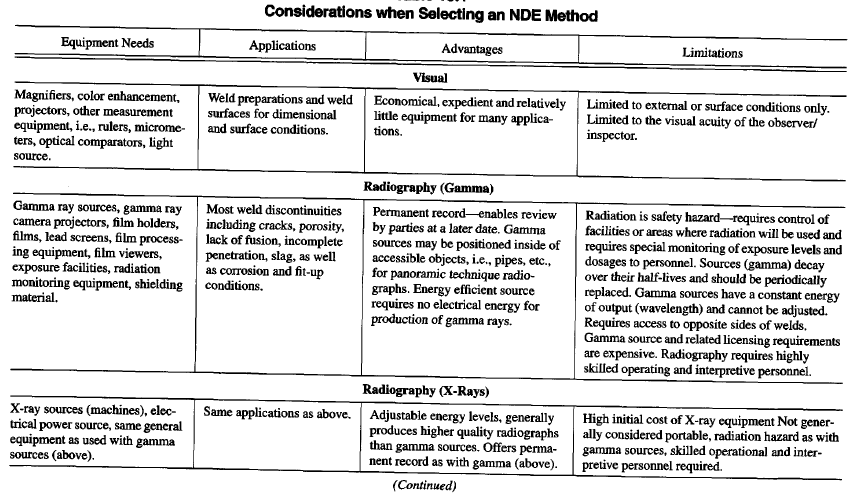 Considerations when Selecting an NDE Method
Equipment Needs
Applications
Advantages
Limitations
Visual
Magnifiers, color enhancement,
projectors, other measurement
equipment, i.e., rulers, microme-
ters, optical comparators, light
source.
Weld preparations and weld
surfaces for dimensional
and surface conditions.
Economical, expedient and relatively
little equipment for many applica-
tions.
Limited to external or surface conditions only.
Limited to the visual acuity of the observer/
inspector.
Radiography (Gamma)
Gamma ray sources, gamma ray
camera projectors, film holders,
films, lead screens, film process-
ing equipment, film viewers,
exposure facilities, radiation
monitoring equipment, shielding
material.
Most weld discontinuities
including cracks, porosity,
lack of fusion, incomplete
penetration, slag, as well
as corrosion and fit-up
conditions.
Permanent record—enables review
by parties at a later date. Gamma
sources may be positioned inside of
accessible objects, i.e., pipes, etc.,
for panoramic technique radio-
graphs. Energy efficient source
requires no electrical energy for
production of gamma rays.
Radiation is safety hazard—requires control of
facilities or areas where radiation will be used and
requires special monitoring of exposure levels and
dosages to personnel. Sources (gamma) decay
over their half-lives and should be periodically
replaced. Gamma sources have a constant energy
of output (wavelength) and cannot be adjusted.
Requires access to opposite sides of welds.
Gamma source and related licensing requirements
are expensive. Radiography requires highly
skilled operating and interpretive personnel.
Radiography (X-Rays)
X-ray sources (machines), elec-
trical power source, same general
equipment as used with gamma
sources (above).
Same applications as above.
Adjustable energy levels, generally
produces higher quality radiographs
than gamma sources. Offers perma-
nent record as with gamma (above).
High initial cost of X-ray equipment Not gener-
ally considered portable, radiation hazard as with
gamma sources, skilled operational and inter-
pretive personnel required.
(Continued)